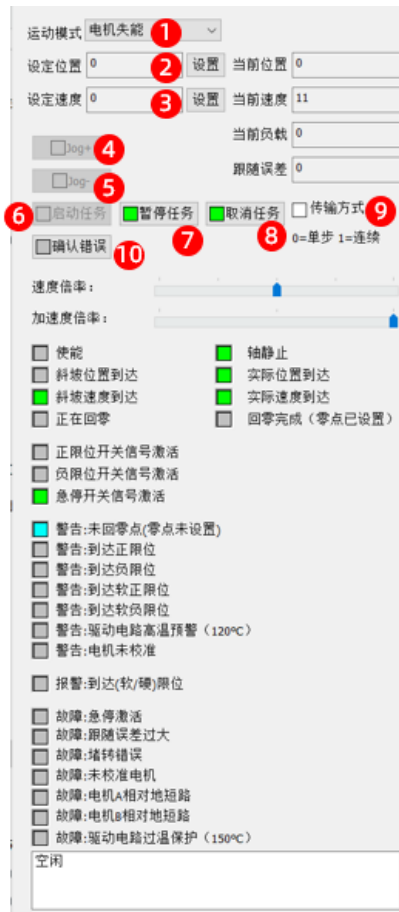 运动模式 电机失能 1
设定位置 0 2 设置 当前位置 0
设定速度 0 3 设置 当前速度 11
当前负载 0
Jog+ 4
跟随误差 0
Jog- 5
6 启动任务 暂停任务 取消任务 传输方式 9
7 8 0=单步 1=连续
确认错误 10
速度倍率：
加速度倍率：
使能 轴静止
斜坡位置到达 实际位置到达
斜坡速度到达 实际速度到达
正在回零 回零完成（零点已设置）
正限位开关信号激活
负限位开关信号激活
急停开关信号激活
警告:未回零点(零点未设置)
警告:到达正限位
警告:到达负限位
警告:到达软正限位
警告:到达软负限位
警告:驱动电路高温预警（120℃）
警告:电机未校准
报警:到达(软/硬)限位
故障:急停激活
故障:跟随误差过大
故障:堵转错误
故障:未校准电机
故障:电机A相对地短路
故障:电机B相对地短路
故障:驱动电路过温保护（150℃）
空闲